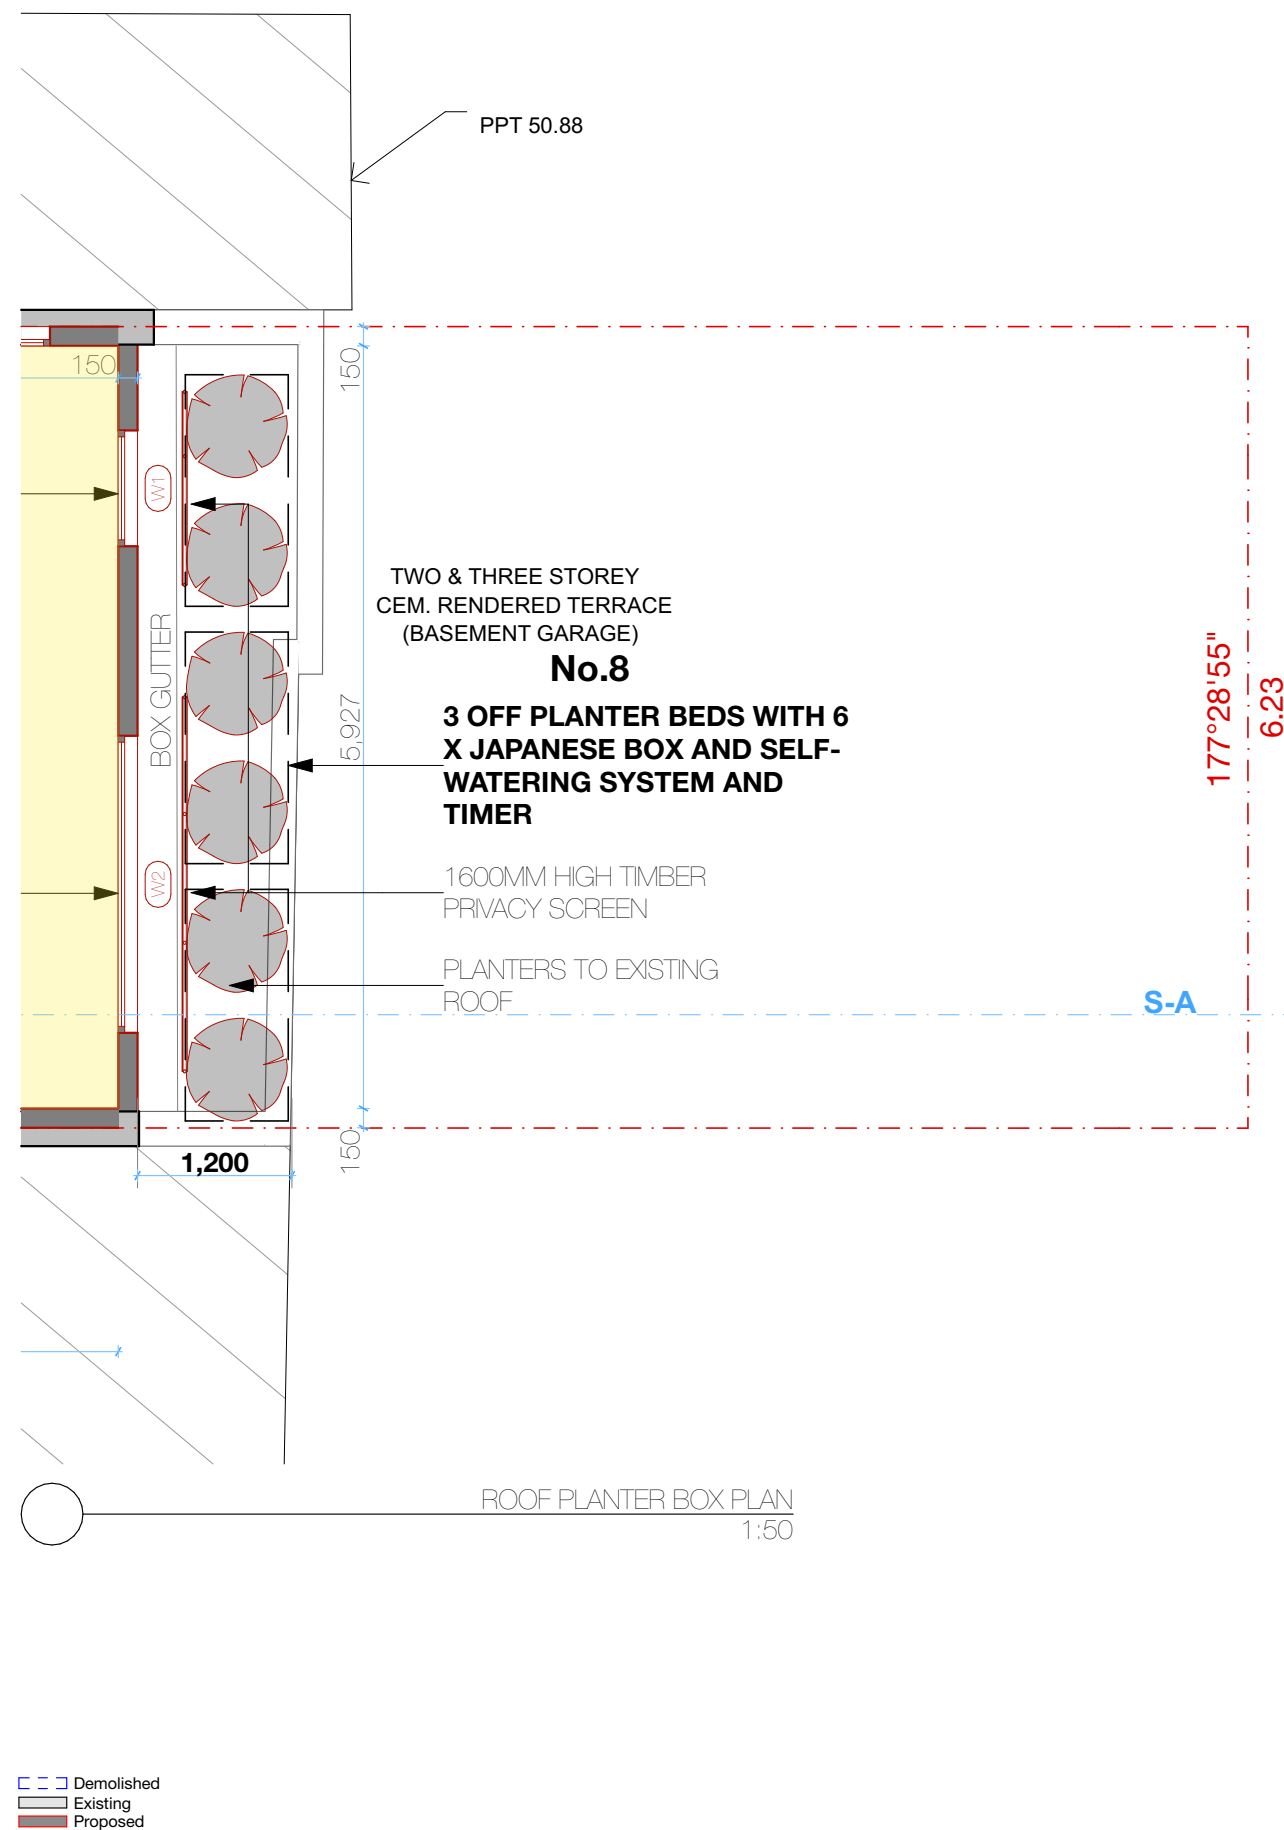 PPT 50.88
150
150
W1
TWO & THREE STOREY
CEM. RENDERED TERRACE
(BASEMENT GARAGE)
No.8
BOX GUTTER
5,927
3 OFF PLANTER BEDS WITH 6
X JAPANESE BOX AND SELF-
WATERING SYSTEM AND
TIMER
177°28'55"
6.23
W2
1600MM HIGH TIMBER
PRIVACY SCREEN
PLANTERS TO EXISTING
ROOF
S-A
1,200
150
ROOF PLANTER BOX PLAN
1:50
Demolished
Existing
Proposed